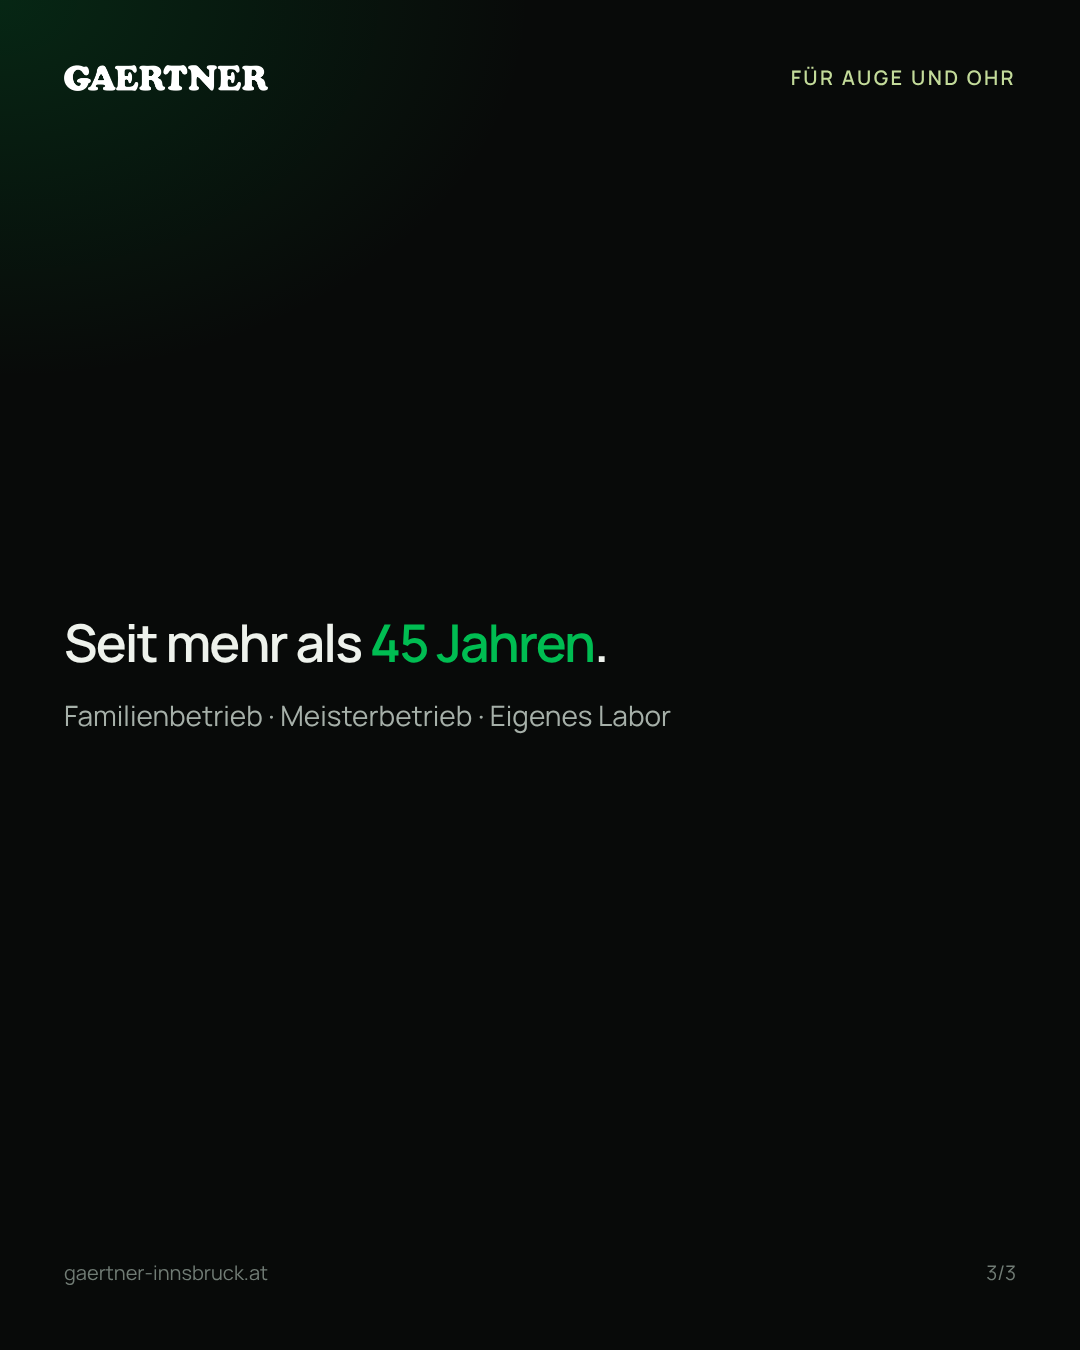 GAERTNER
FÜR AUGE UND OHR
Seit mehr als 45 Jahren.
Familienbetrieb · Meisterbetrieb · Eigenes Labor
gaertner-innsbruck.at
3/3